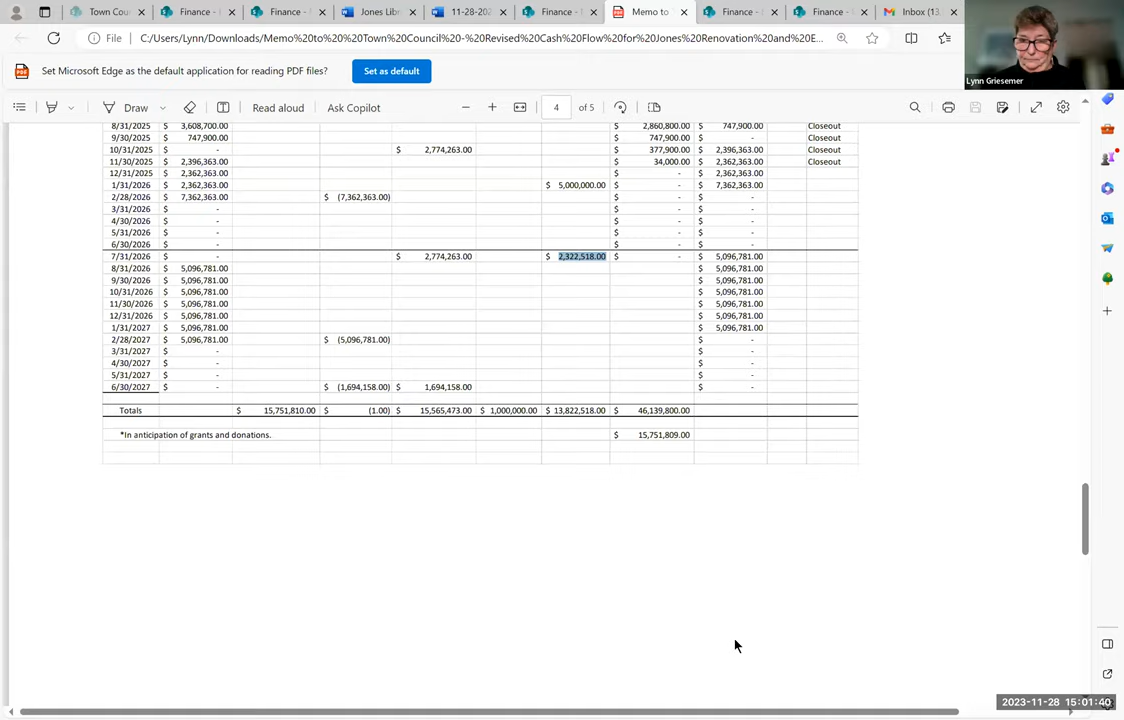 Town Cou
Finance -
Finance -
Jones Libr
11-28-202
Finance -
Memo to
Finance -
Finance -
Inbox (13
File
C:/Users/Lynn/Downloads/Memo%20to%20%20Town%20Council%20-%20Revised%20Cash%20Flow%20for%20Jones%20Renovation%20and%20E...
Lynn Griesemer
Set Microsoft Edge as the default application for reading PDF files?
Set as default
Draw
Read aloud
Ask Copilot
4 of 5
8/31/2025 $ 3,608,700.00 $ 2,860,800.00 $ 747,900.00 Closeout
9/30/2025 $ 747,900.00 $ 747,900.00 $ - Closeout
10/31/2025 $ - $ 2,774,263.00 $ 377,900.00 $ 2,396,363.00 Closeout
11/30/2025 $ 2,396,363.00 $ 34,000.00 $ 2,362,363.00 Closeout
12/31/2025 $ 2,362,363.00 $ - $ 2,362,363.00
1/31/2026 $ 2,362,363.00 $ 5,000,000.00 $ - $ 7,362,363.00
2/28/2026 $ 7,362,363.00 $ (7,362,363.00) $ - $ -
3/31/2026 $ - $ - $ -
4/30/2026 $ - $ - $ -
5/31/2026 $ - $ - $ -
6/30/2026 $ - $ - $ -
7/31/2026 $ - $ 2,774,263.00 $ 2,322,518.00 $ - $ 5,096,781.00
8/31/2026 $ 5,096,781.00 $ 5,096,781.00
9/30/2026 $ 5,096,781.00 $ 5,096,781.00
10/31/2026 $ 5,096,781.00 $ 5,096,781.00
11/30/2026 $ 5,096,781.00 $ 5,096,781.00
12/31/2026 $ 5,096,781.00 $ 5,096,781.00
1/31/2027 $ 5,096,781.00 $ 5,096,781.00
2/28/2027 $ 5,096,781.00 $ (5,096,781.00) $ -
3/31/2027 $ - $ -
4/30/2027 $ - $ -
5/31/2027 $ - $ -
6/30/2027 $ - $ (1,694,158.00) $ 1,694,158.00 $ -
Totals $ 15,751,810.00 $ (1.00) $ 15,565,473.00 $ 1,000,000.00 $ 13,822,518.00 $ 46,139,800.00
*In anticipation of grants and donations. $ 15,751,809.00
2023-11-28 15:01:40